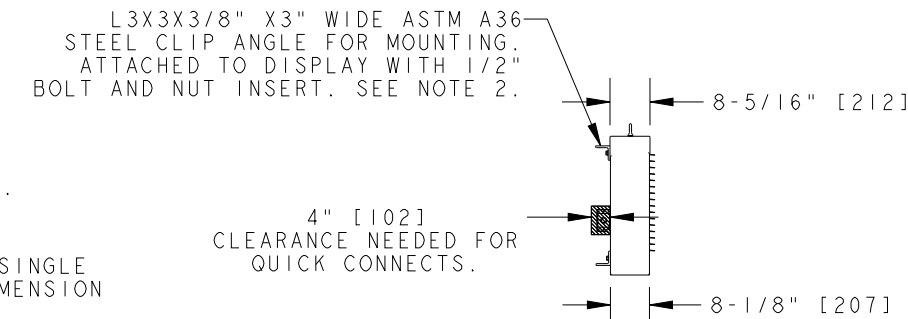 L3X3X3/8" X3" WIDE ASTM A36
STEEL CLIP ANGLE FOR MOUNTING.
ATTACHED TO DISPLAY WITH 1/2"
BOLT AND NUT INSERT. SEE NOTE 2.
8-5/16" [212]
.
4" [102]
CLEARANCE NEEDED FOR
QUICK CONNECTS.
SINGLE
MENSION
8-1/8" [207]